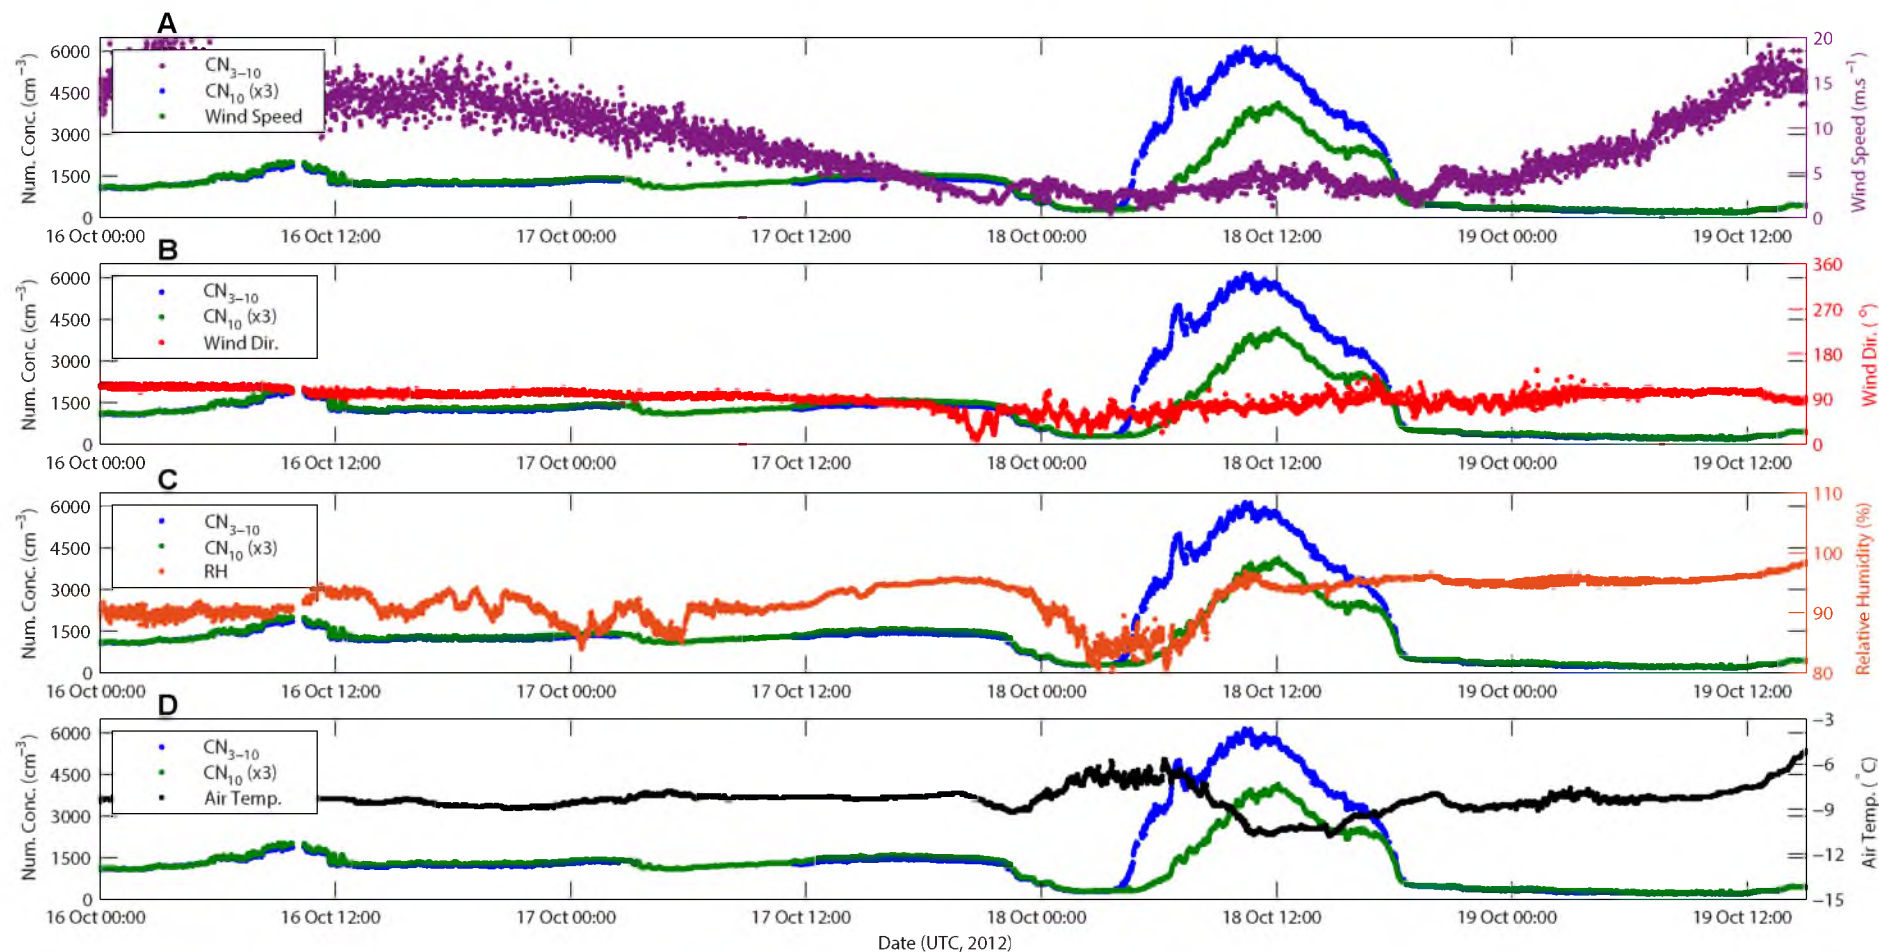 A
6000
4500
3000
1500
0
Num. Conc. (cm⁻³)
CN₃₋₁₀
CN₁₀ (x3)
Wind Speed
20
15
10
5
0
Wind Speed (m.s⁻¹)
16 Oct 00:00 16 Oct 12:00 17 Oct 00:00 17 Oct 12:00 18 Oct 00:00 18 Oct 12:00 19 Oct 00:00 19 Oct 12:00
B
6000
4500
3000
1500
0
Num. Conc. (cm⁻³)
CN₃₋₁₀
CN₁₀ (x3)
Wind Dir.
360
270
180
90
0
Wind Dir. (°)
16 Oct 00:00 16 Oct 12:00 17 Oct 00:00 17 Oct 12:00 18 Oct 00:00 18 Oct 12:00 19 Oct 00:00 19 Oct 12:00
C
6000
4500
3000
1500
0
Num. Conc. (cm⁻³)
CN₃₋₁₀
CN₁₀ (x3)
RH
110
100
90
80
Relative Humidity (%)
16 Oct 00:00 16 Oct 12:00 17 Oct 00:00 17 Oct 12:00 18 Oct 00:00 18 Oct 12:00 19 Oct 00:00 19 Oct 12:00
D
6000
4500
3000
1500
0
Num. Conc. (cm⁻³)
CN₃₋₁₀
CN₁₀ (x3)
Air Temp.
−3
−6
−9
−12
−15
Air Temp. (°C)
16 Oct 00:00 16 Oct 12:00 17 Oct 00:00 17 Oct 12:00 18 Oct 00:00 18 Oct 12:00 19 Oct 00:00 19 Oct 12:00
Date (UTC, 2012)